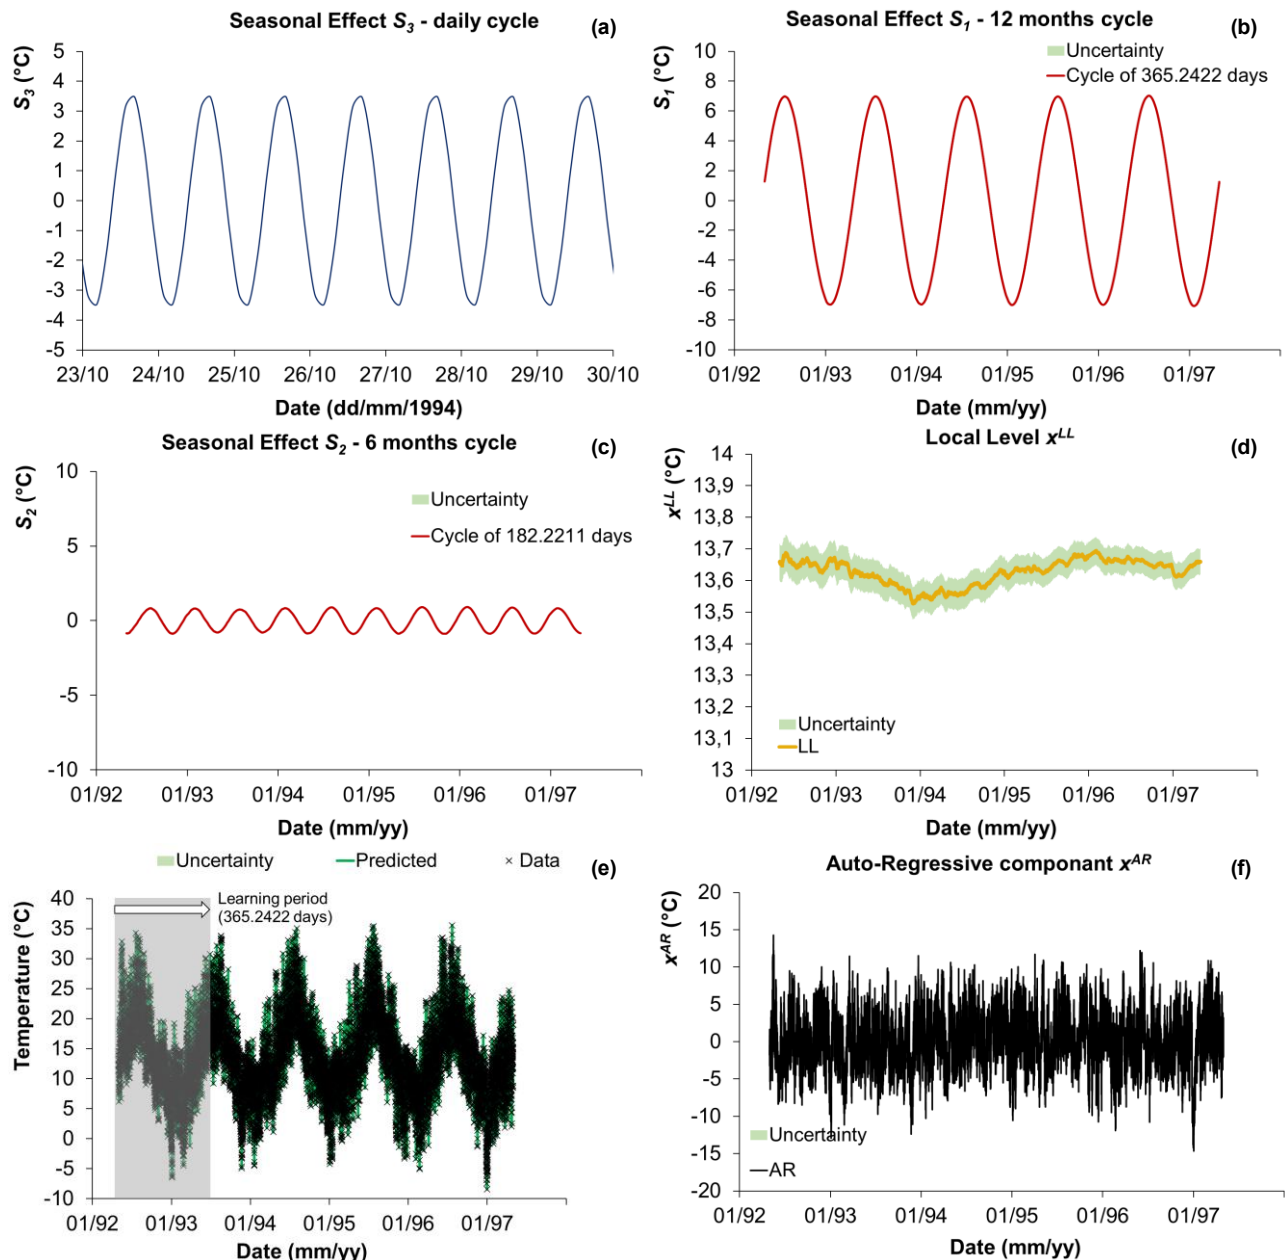 Seasonal Effect S3 - daily cycle
(a)
S3 (°C)
5
4
3
2
1
0
-1
-2
-3
-4
-5
23/10 24/10 25/10 26/10 27/10 28/10 29/10 30/10
Date (dd/mm/1994)
Seasonal Effect S1 - 12 months cycle
(b)
Uncertainty
Cycle of 365.2422 days
S1 (°C)
10
8
6
4
2
0
-2
-4
-6
-8
-10
01/92 01/93 01/94 01/95 01/96 01/97
Date (mm/yy)
Seasonal Effect S2 - 6 months cycle
(c)
Uncertainty
Cycle of 182.2211 days
S2 (°C)
10
5
0
-5
-10
01/92 01/93 01/94 01/95 01/96 01/97
Date (mm/yy)
Local Level xLL
(d)
xLL (°C)
14
13,9
13,8
13,7
13,6
13,5
13,4
13,3
13,2
13,1
13
Uncertainty
LL
01/92 01/93 01/94 01/95 01/96 01/97
Date (mm/yy)
Uncertainty Predicted × Data
(e)
Learning period
(365.2422 days)
Temperature (°C)
40
35
30
25
20
15
10
5
0
-5
-10
01/92 01/93 01/94 01/95 01/96 01/97
Date (mm/yy)
Auto-Regressive componant xAR
(f)
xAR (°C)
20
15
10
5
0
-5
-10
-15
-20
Uncertainty
AR
01/92 01/93 01/94 01/95 01/96 01/97
Date (mm/yy)